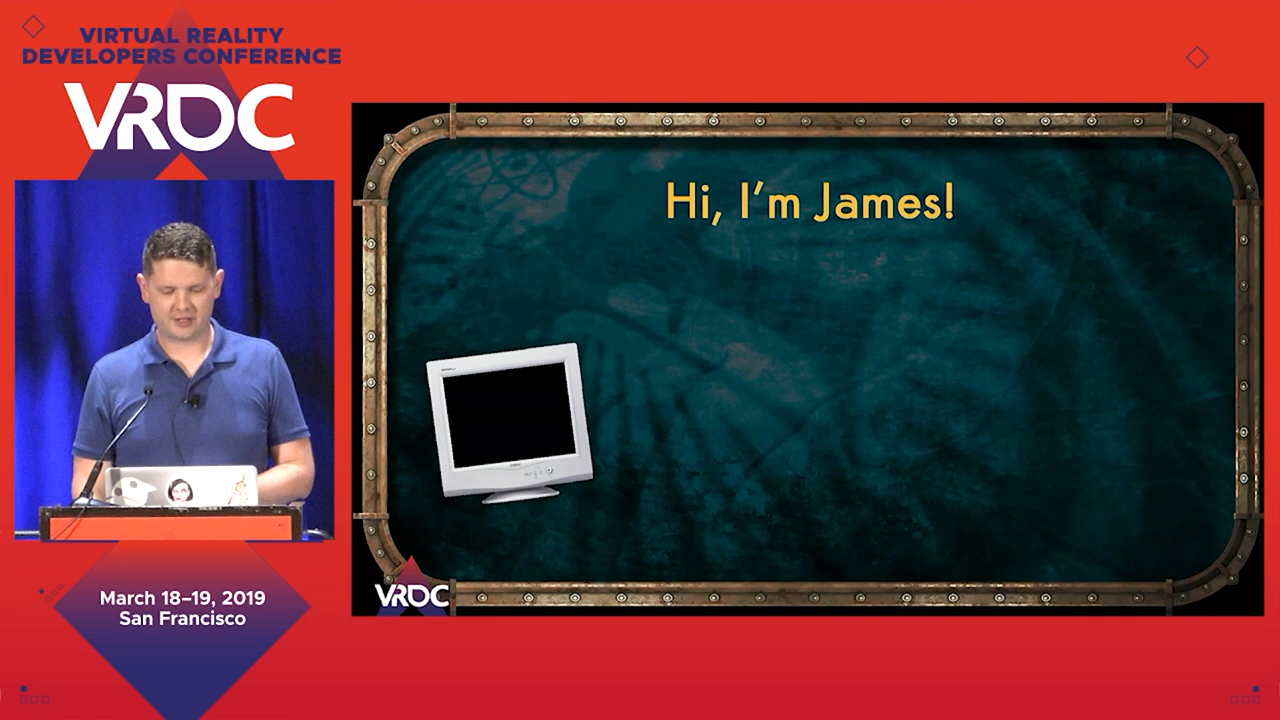 VIRTUAL REALITY
DEVELOPERS CONFERENCE
VRDC
Hi, I'm James!
VRDC
March 18–19, 2019
San Francisco